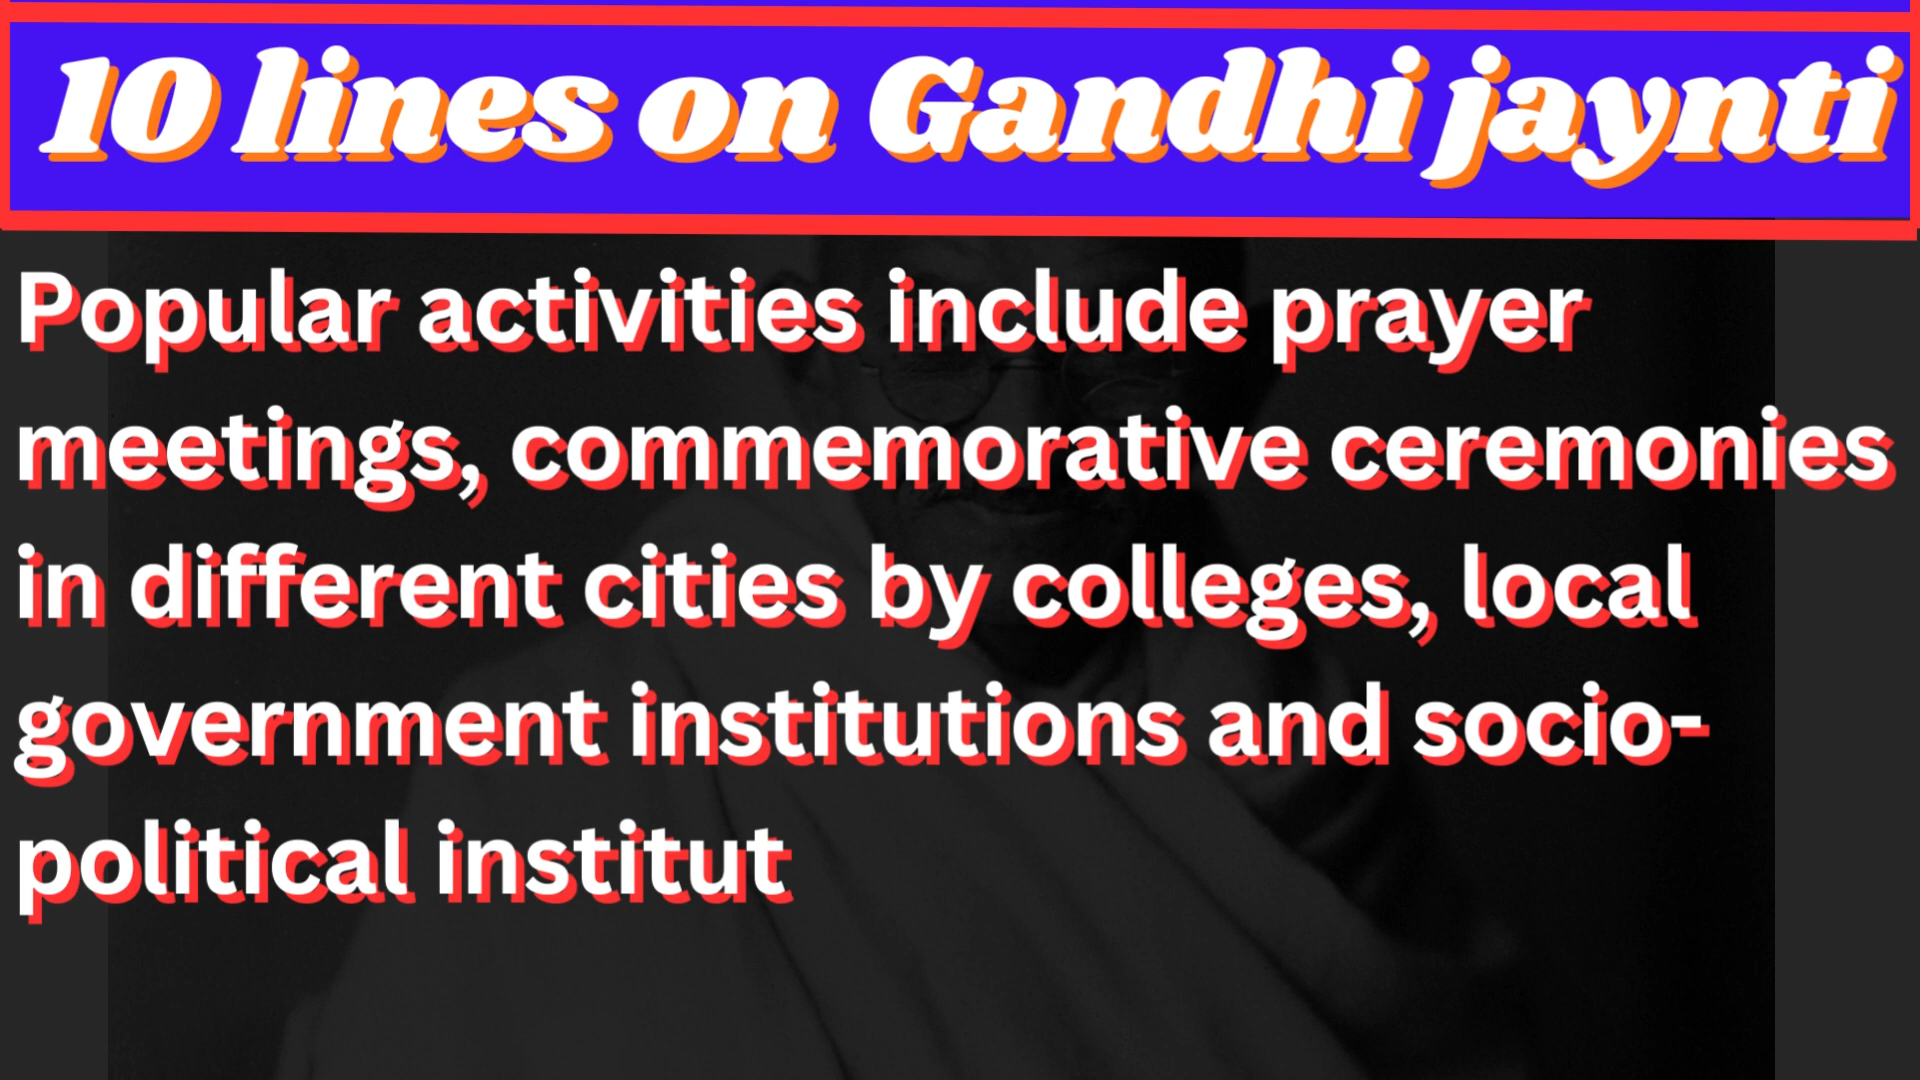 10 lines on Gandhi jaynti
Popular activities include prayer
meetings, commemorative ceremonies
in different cities by colleges, local
government institutions and socio-
political institut